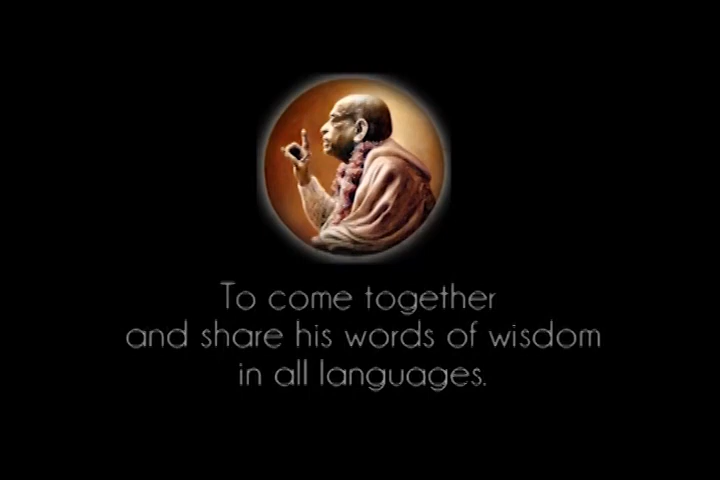 To come together
and share his words of wisdom
in all languages.